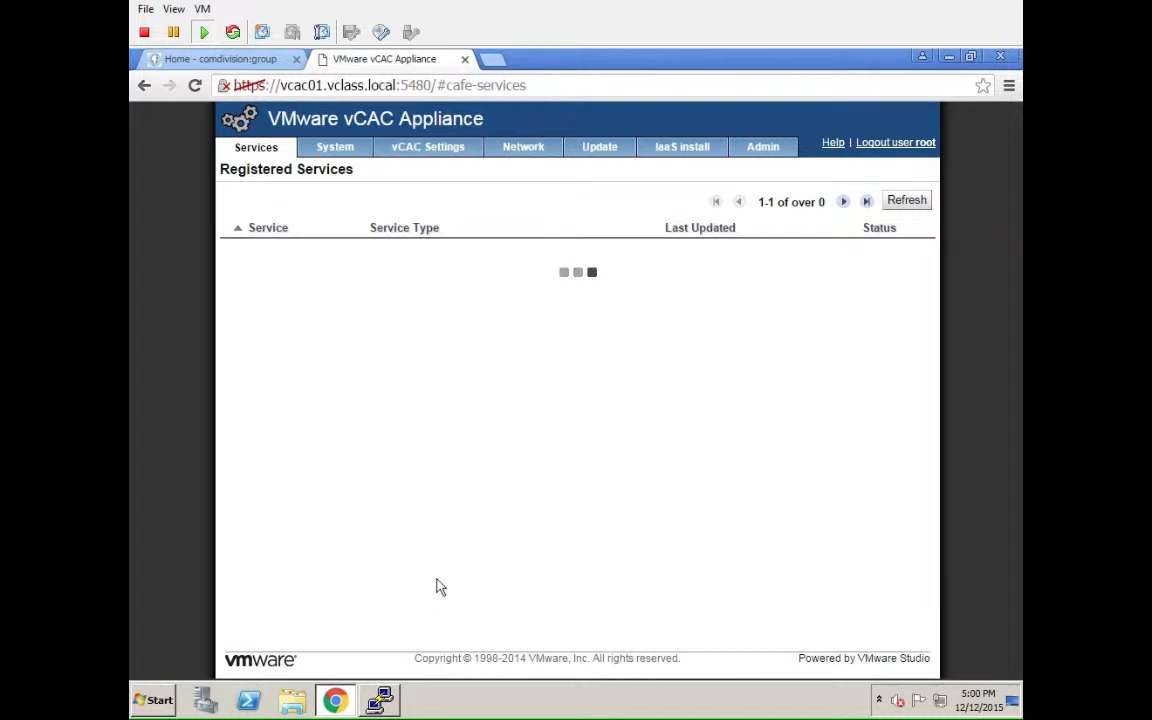 File View VM
Home - comdivision:group
VMware vCAC Appliance
https://vcac01.vclass.local:5480/#cafe-services
VMware vCAC Appliance
Services System vCAC Settings Network Update IaaS install Admin
Help | Logout user root
Registered Services
1-1 of over 0 Refresh
Service Service Type Last Updated Status
vmware®
Copyright © 1998-2014 VMware, Inc. All rights reserved.
Powered by VMware Studio
Start
5:00 PM
12/12/2015